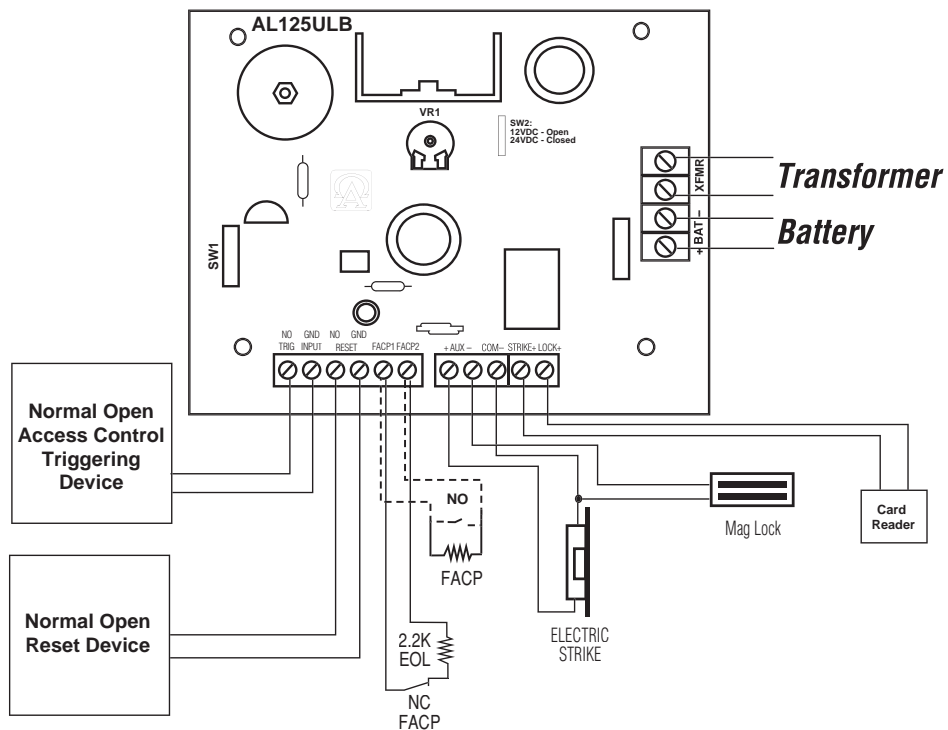 AL125ULB
VR1
SW2:
12VDC - Open
24VDC - Closed
XFMR
Transformer
+ BAT –
Battery
SW1
NO GND NO GND
TRIG INPUT RESET FACP1 FACP2
+ AUX – COM– STRIKE+ LOCK+
Normal Open
Access Control
Triggering
Device
NO
FACP
Mag Lock
Card
Reader
Normal Open
Reset Device
2.2K
EOL
NC
FACP
ELECTRIC
STRIKE